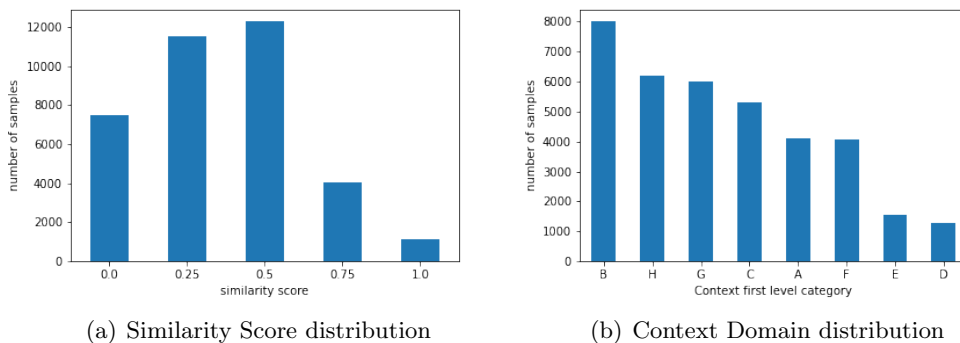 12000
10000
8000
6000
4000
2000
0
number of samples
0.0 0.25 0.5 0.75 1.0
similarity score
(a) Similarity Score distribution
8000
7000
6000
5000
4000
3000
2000
1000
0
number of samples
B H G C A F E D
Context first level category
(b) Context Domain distribution